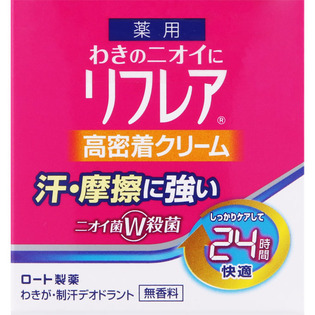 薬用
わきのニオイに
リフレア®
高密着クリーム
汗・摩擦に強い
ニオイ菌W殺菌
しっかりケアして
24時間
快適
ロート製薬
わきが・制汗デオドラント 無香料